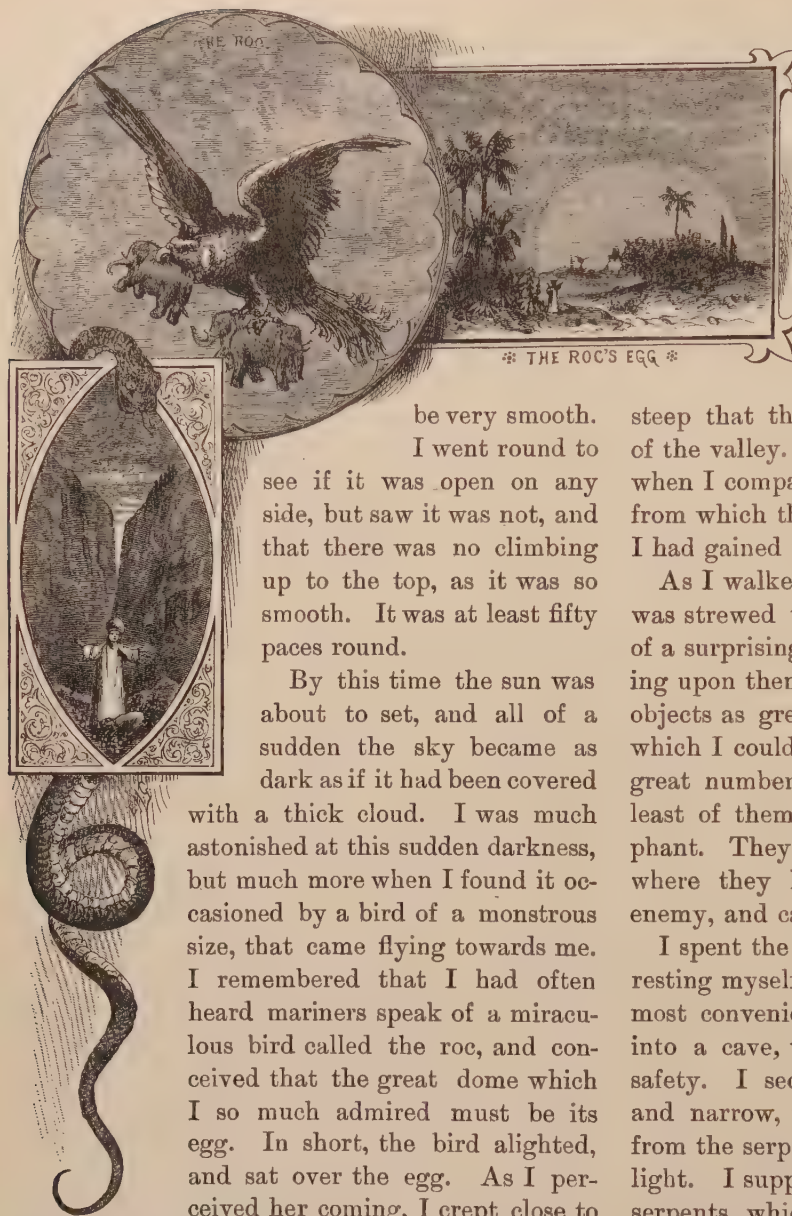 THE ROC.
❉ THE ROC'S EGG ❉
be very smooth.
I went round to
see if it was open on any
side, but saw it was not, and
that there was no climbing
up to the top, as it was so
smooth. It was at least fifty
paces round.
By this time the sun was
about to set, and all of a
sudden the sky became as
dark as if it had been covered
with a thick cloud. I was much
astonished at this sudden darkness,
but much more when I found it oc-
casioned by a bird of a monstrous
size, that came flying towards me.
I remembered that I had often
heard mariners speak of a miracu-
lous bird called the roc, and con-
ceived that the great dome which
I so much admired must be its
egg. In short, the bird alighted,
and sat over the egg. As I per-
ceived her coming, I crept close to
steep that th
of the valley.
when I compa
from which th
I had gained
As I walke
was strewed
of a surprising
ing upon ther
objects as gre
which I could
great number
least of them
phant. They
where they
enemy, and ca
I spent the
resting mysel
most conveni
into a cave,
safety. I sec
and narrow,
from the serp
light. I supp
serpents, whic